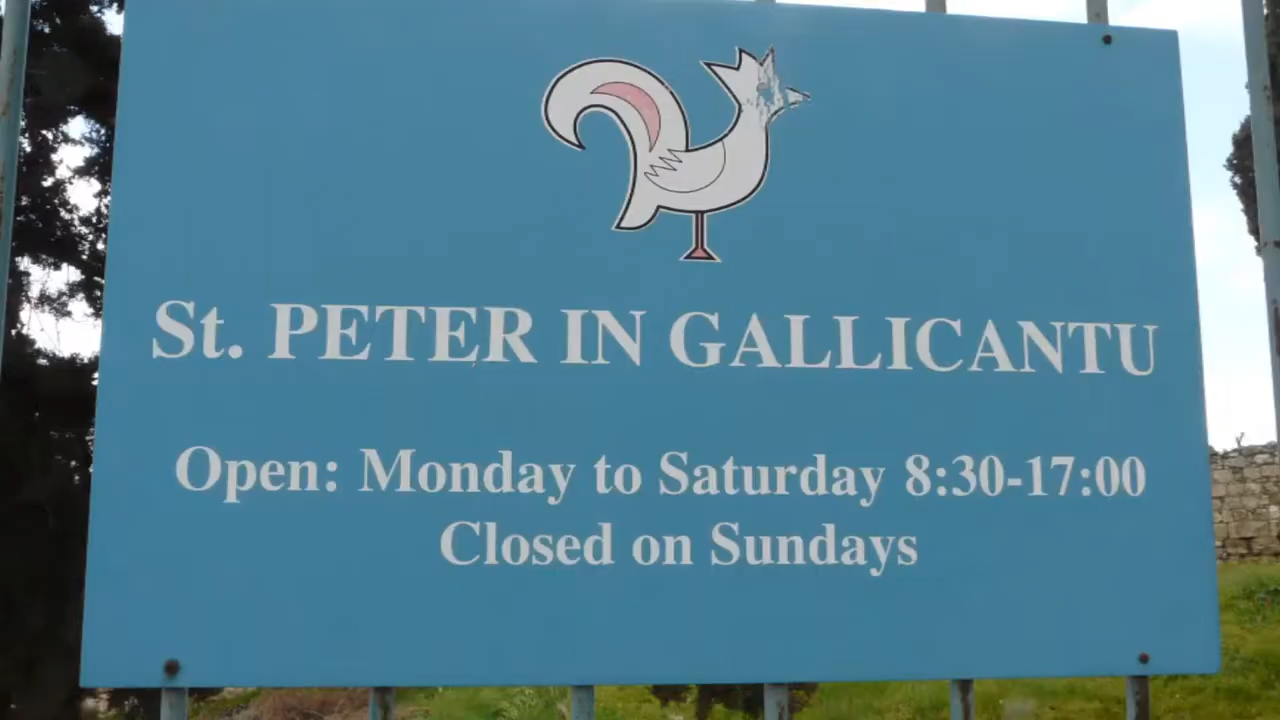 St. PETER IN GALLICANTU
Open: Monday to Saturday 8:30-17:00
Closed on Sundays